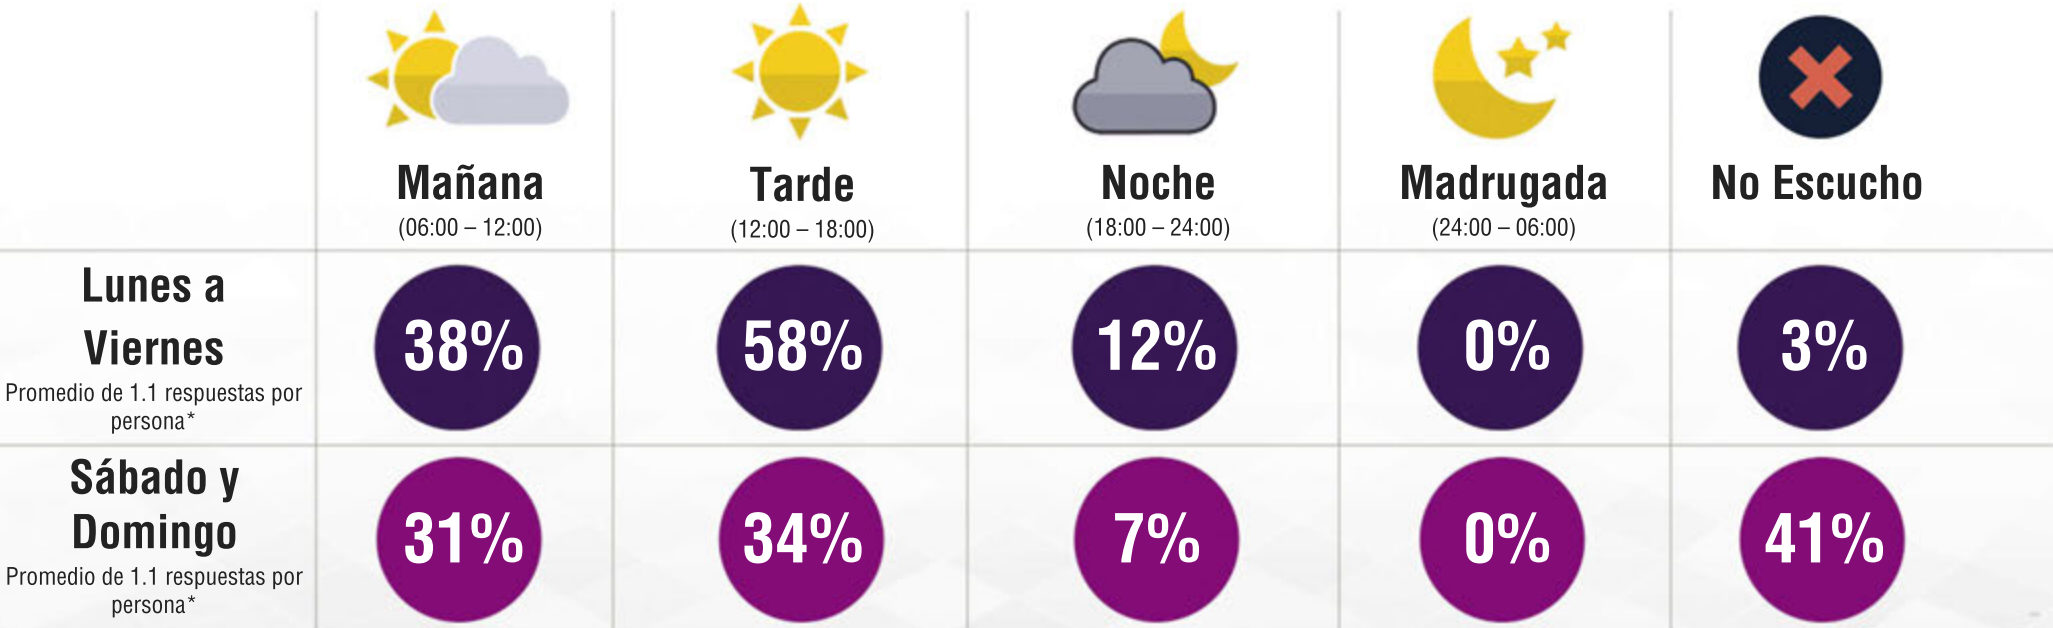 Mañana
Tarde
Noche
Madrugada
No Escucho
(06:00 – 12:00)
(12:00 – 18:00)
(18:00 – 24:00)
(24:00 – 06:00)
Lunes a
Viernes
Promedio de 1.1 respuestas por
persona*
38%
58%
12%
0%
3%
Sábado y
Domingo
Promedio de 1.1 respuestas por
persona*
31%
34%
7%
0%
41%